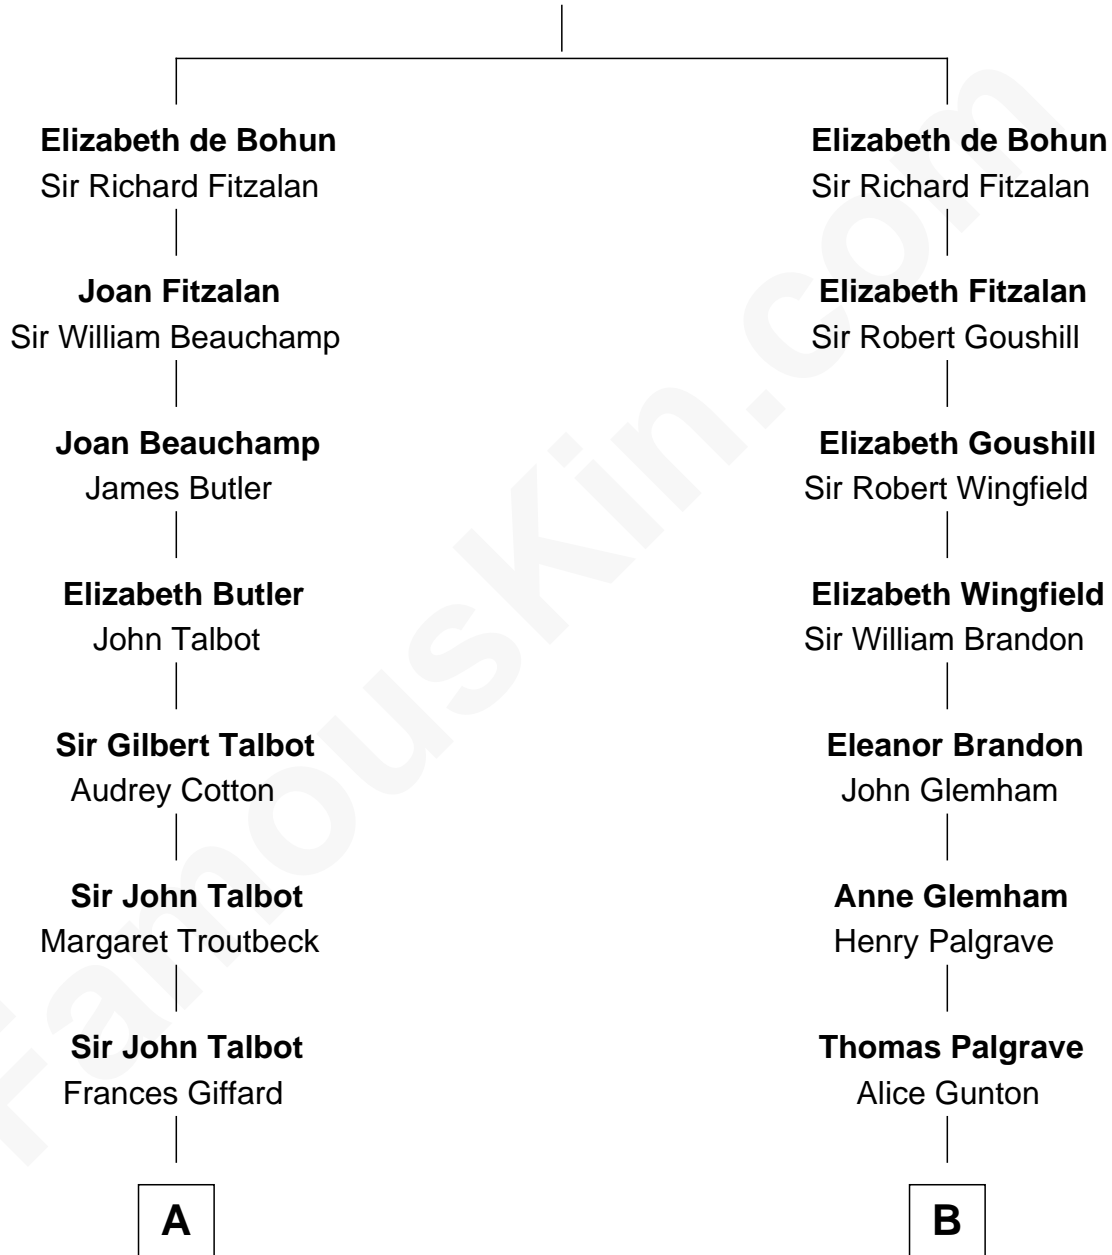 Elizabeth de Bohun
Sir Richard Fitzalan
Joan Fitzalan
Sir William Beauchamp
Joan Beauchamp
James Butler
Elizabeth Butler
John Talbot
Sir Gilbert Talbot
Audrey Cotton
Sir John Talbot
Margaret Troutbeck
Sir John Talbot
Frances Giffard
A
Elizabeth de Bohun
Sir Richard Fitzalan
Elizabeth Fitzalan
Sir Robert Goushill
Elizabeth Goushill
Sir Robert Wingfield
Elizabeth Wingfield
Sir William Brandon
Eleanor Brandon
John Glemham
Anne Glemham
Henry Palgrave
Thomas Palgrave
Alice Gunton
B
FamousKin.com